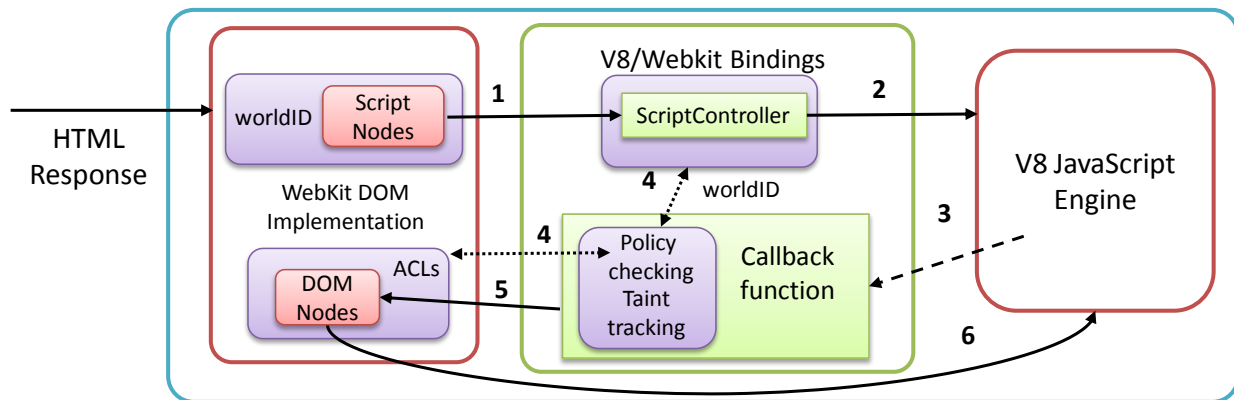 HTML
Response
worldID
Script
Nodes
WebKit DOM
Implementation
ACLs
DOM
Nodes
1
V8/Webkit Bindings
ScriptController
2
4
worldID
4
5
Policy
checking
Taint
tracking
Callback
function
3
V8 JavaScript
Engine
6